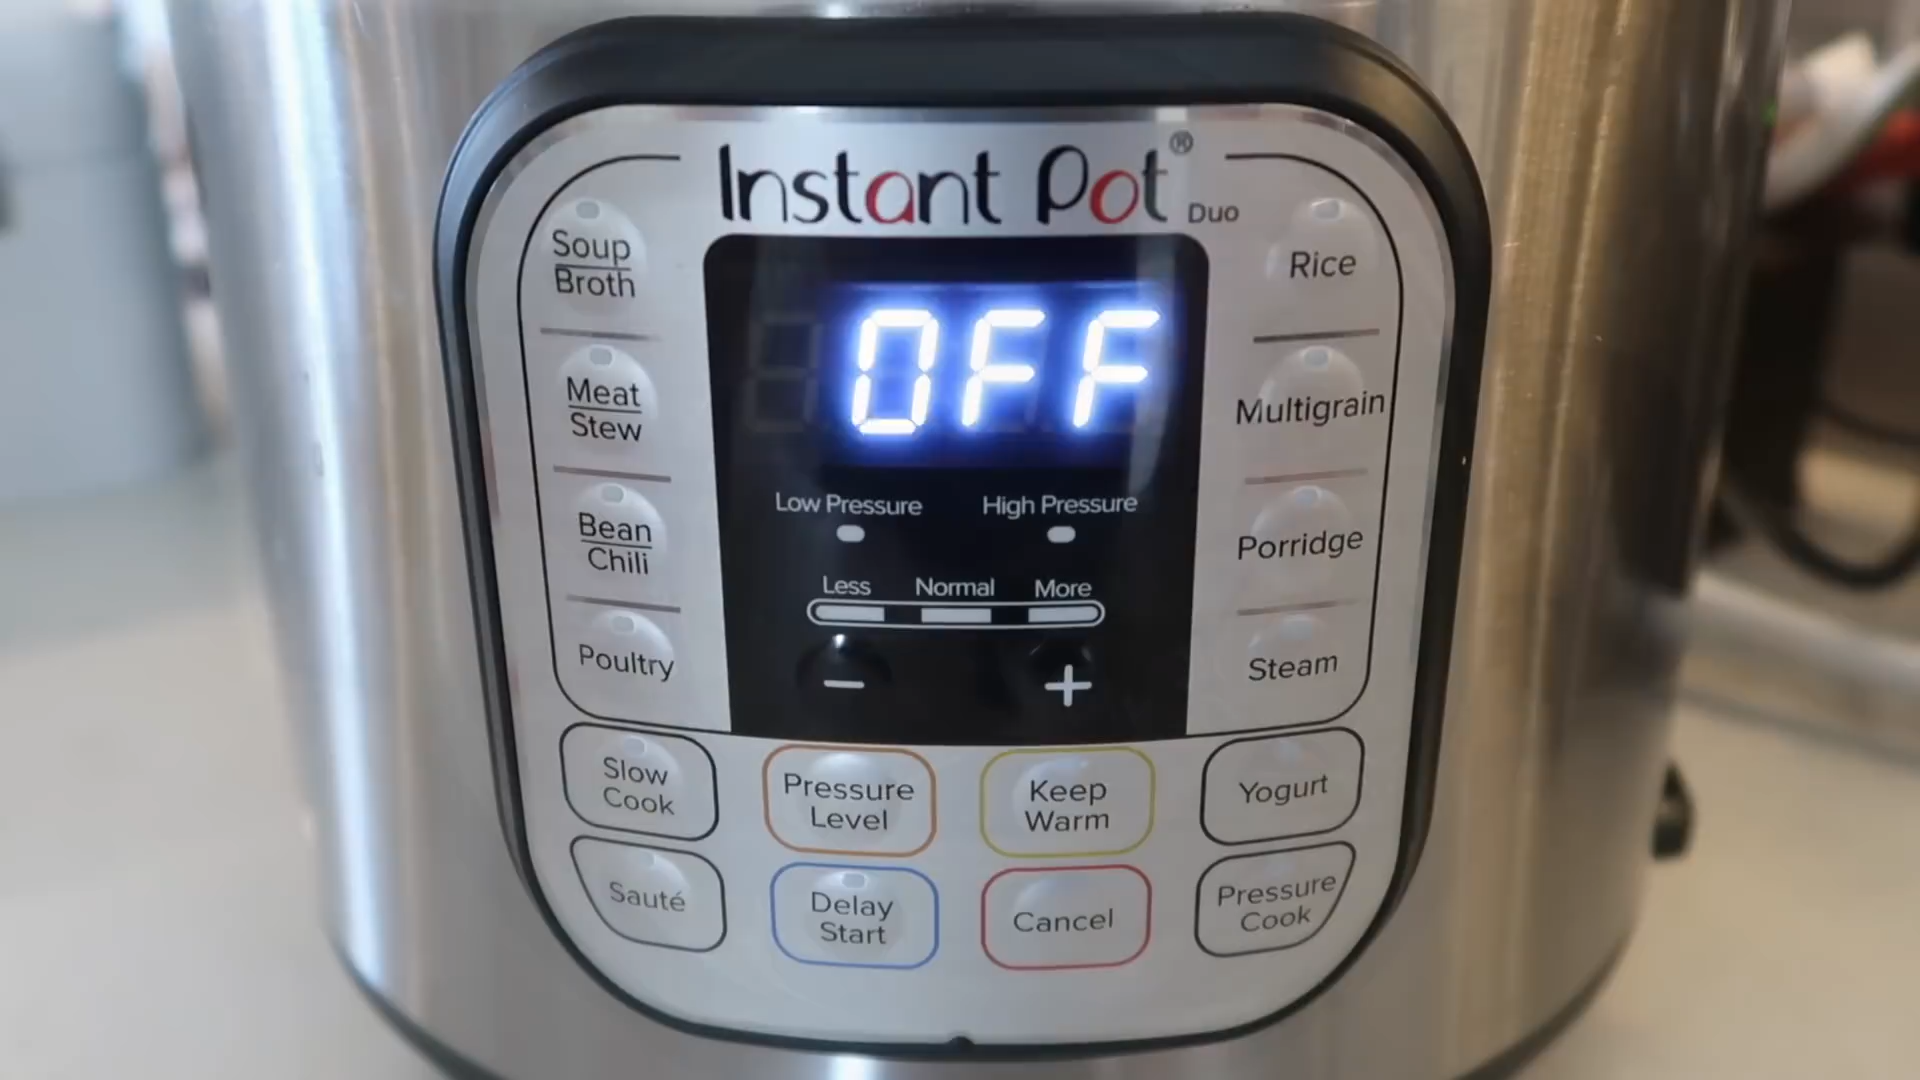 Instant Pot® Duo
OFF
Soup
Broth
Meat
Stew
Bean
Chili
Poultry
Rice
Multigrain
Porridge
Steam
Low Pressure High Pressure
Less Normal More
− +
Slow
Cook
Pressure
Level
Keep
Warm
Yogurt
Sauté
Delay
Start
Cancel
Pressure
Cook